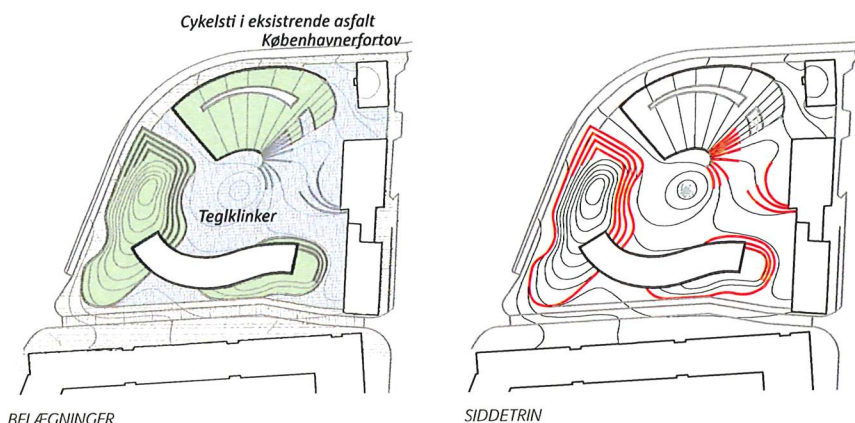 Cykelsti i eksistrende asfalt
Københavnerfortov
Teglklinker
BELÆGNINGER
SIDDETRIN